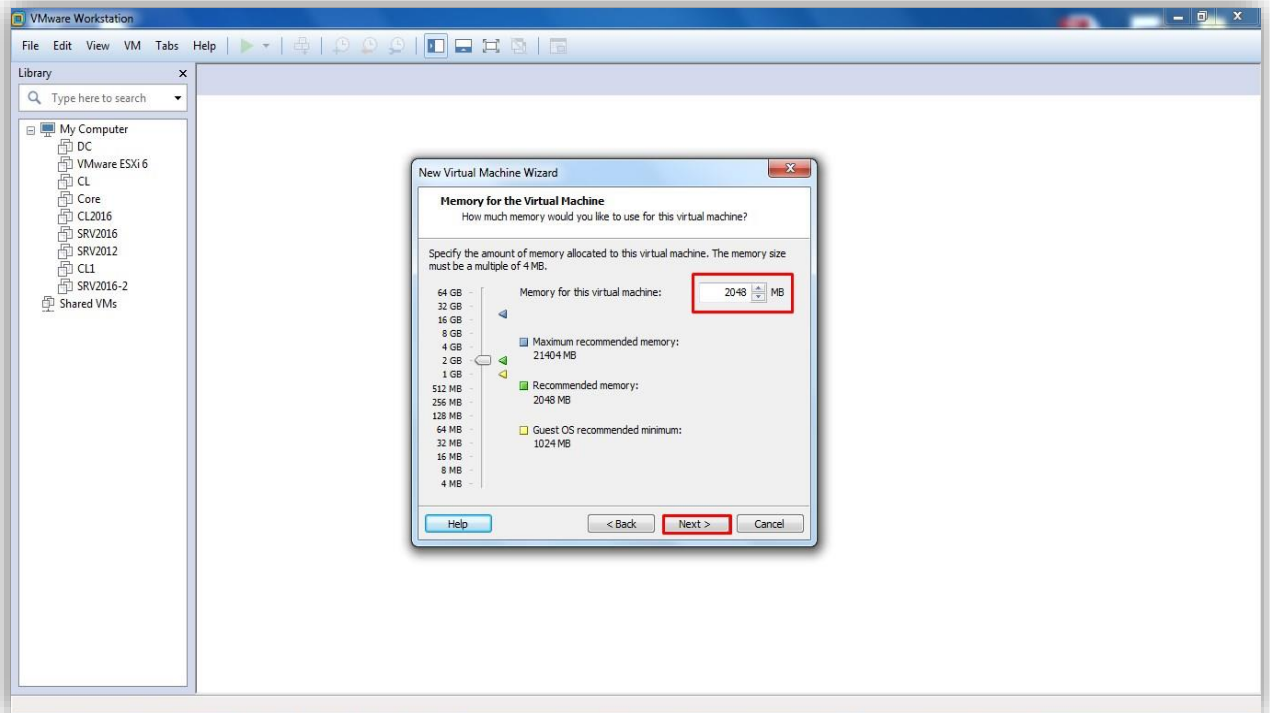 VMware Workstation
File Edit View VM Tabs Help
Library
Type here to search
My Computer
DC
VMware ESXi 6
CL
Core
CL2016
SRV2016
SRV2012
CL1
SRV2016-2
Shared VMs
New Virtual Machine Wizard
Memory for the Virtual Machine
How much memory would you like to use for this virtual machine?
Specify the amount of memory allocated to this virtual machine. The memory size
must be a multiple of 4 MB.
64 GB
32 GB
16 GB
8 GB
4 GB
2 GB
1 GB
512 MB
256 MB
128 MB
64 MB
32 MB
16 MB
8 MB
4 MB
Memory for this virtual machine: 2048 MB
Maximum recommended memory:
21404 MB
Recommended memory:
2048 MB
Guest OS recommended minimum:
1024 MB
Help < Back Next > Cancel